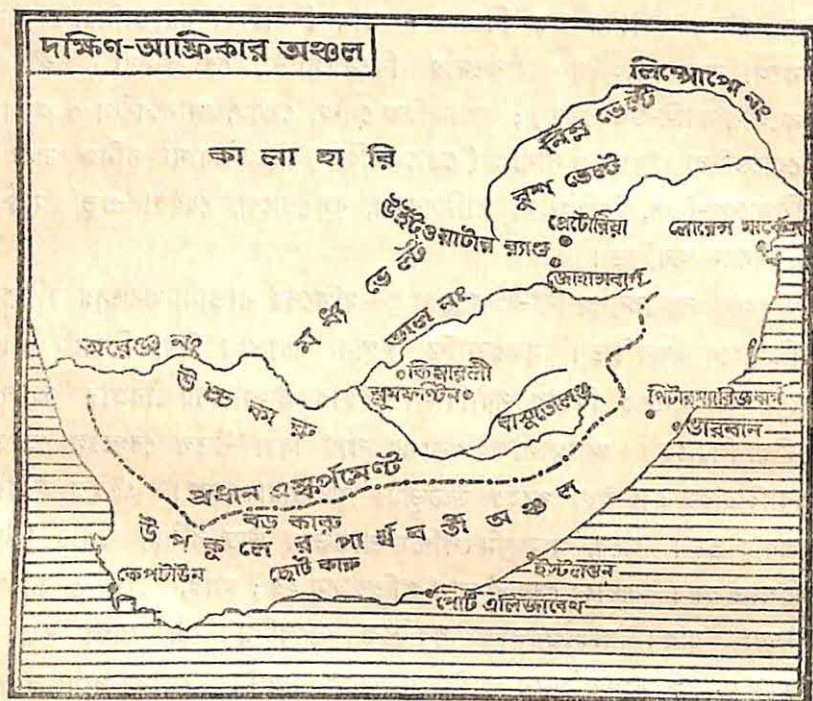 দক্ষিণ-আফ্রিকার অঞ্চল
লিম্পোপো নং
নিম্ন ভেল্ট
কালাহারি
বুশ ভেল্ট
উইটওয়াটার র‍্যান্ড
প্রেটোরিয়া
লোরেন্স মার্কেস
জোহান্সবার্গ
মধ্য ভেল্ট
ভাল নং
অরেঞ্জ নং
উচ্চ কারু
কিম্বারলী
ব্লুমফন্টিন
বাসুতোল্যাণ্ড
পিটারম্যারিজবার্গ
ডারবান
প্রধান এস্কার্পমেন্ট
বড় কারু
উপকূলের পার্শ্ববর্তী অঞ্চল
কেপটাউন
ছোট কারু
ইস্টলণ্ডন
পোর্ট এলিজাবেথ